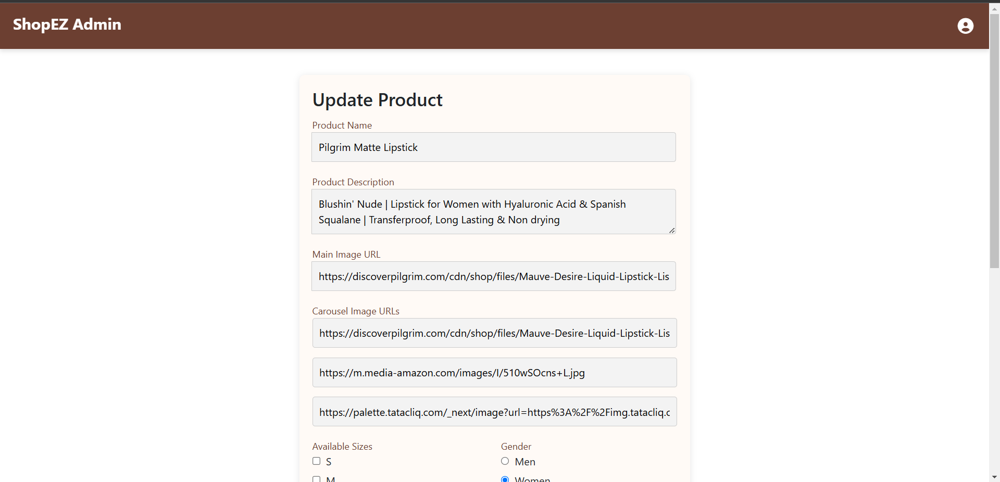 ShopEZ Admin
Update Product
Product Name
Pilgrim Matte Lipstick
Product Description
Blushin' Nude | Lipstick for Women with Hyaluronic Acid & Spanish
Squalane | Transferproof, Long Lasting & Non drying
Main Image URL
https://discoverpilgrim.com/cdn/shop/files/Mauve-Desire-Liquid-Lipstick-Lis
Carousel Image URLs
https://discoverpilgrim.com/cdn/shop/files/Mauve-Desire-Liquid-Lipstick-Lis
https://m.media-amazon.com/images/I/510wSOcns+L.jpg
https://palette.tatacliq.com/_next/image?url=https%3A%2F%2Fimg.tatacliq.c
Available Sizes
Gender
S
Men
M
Women